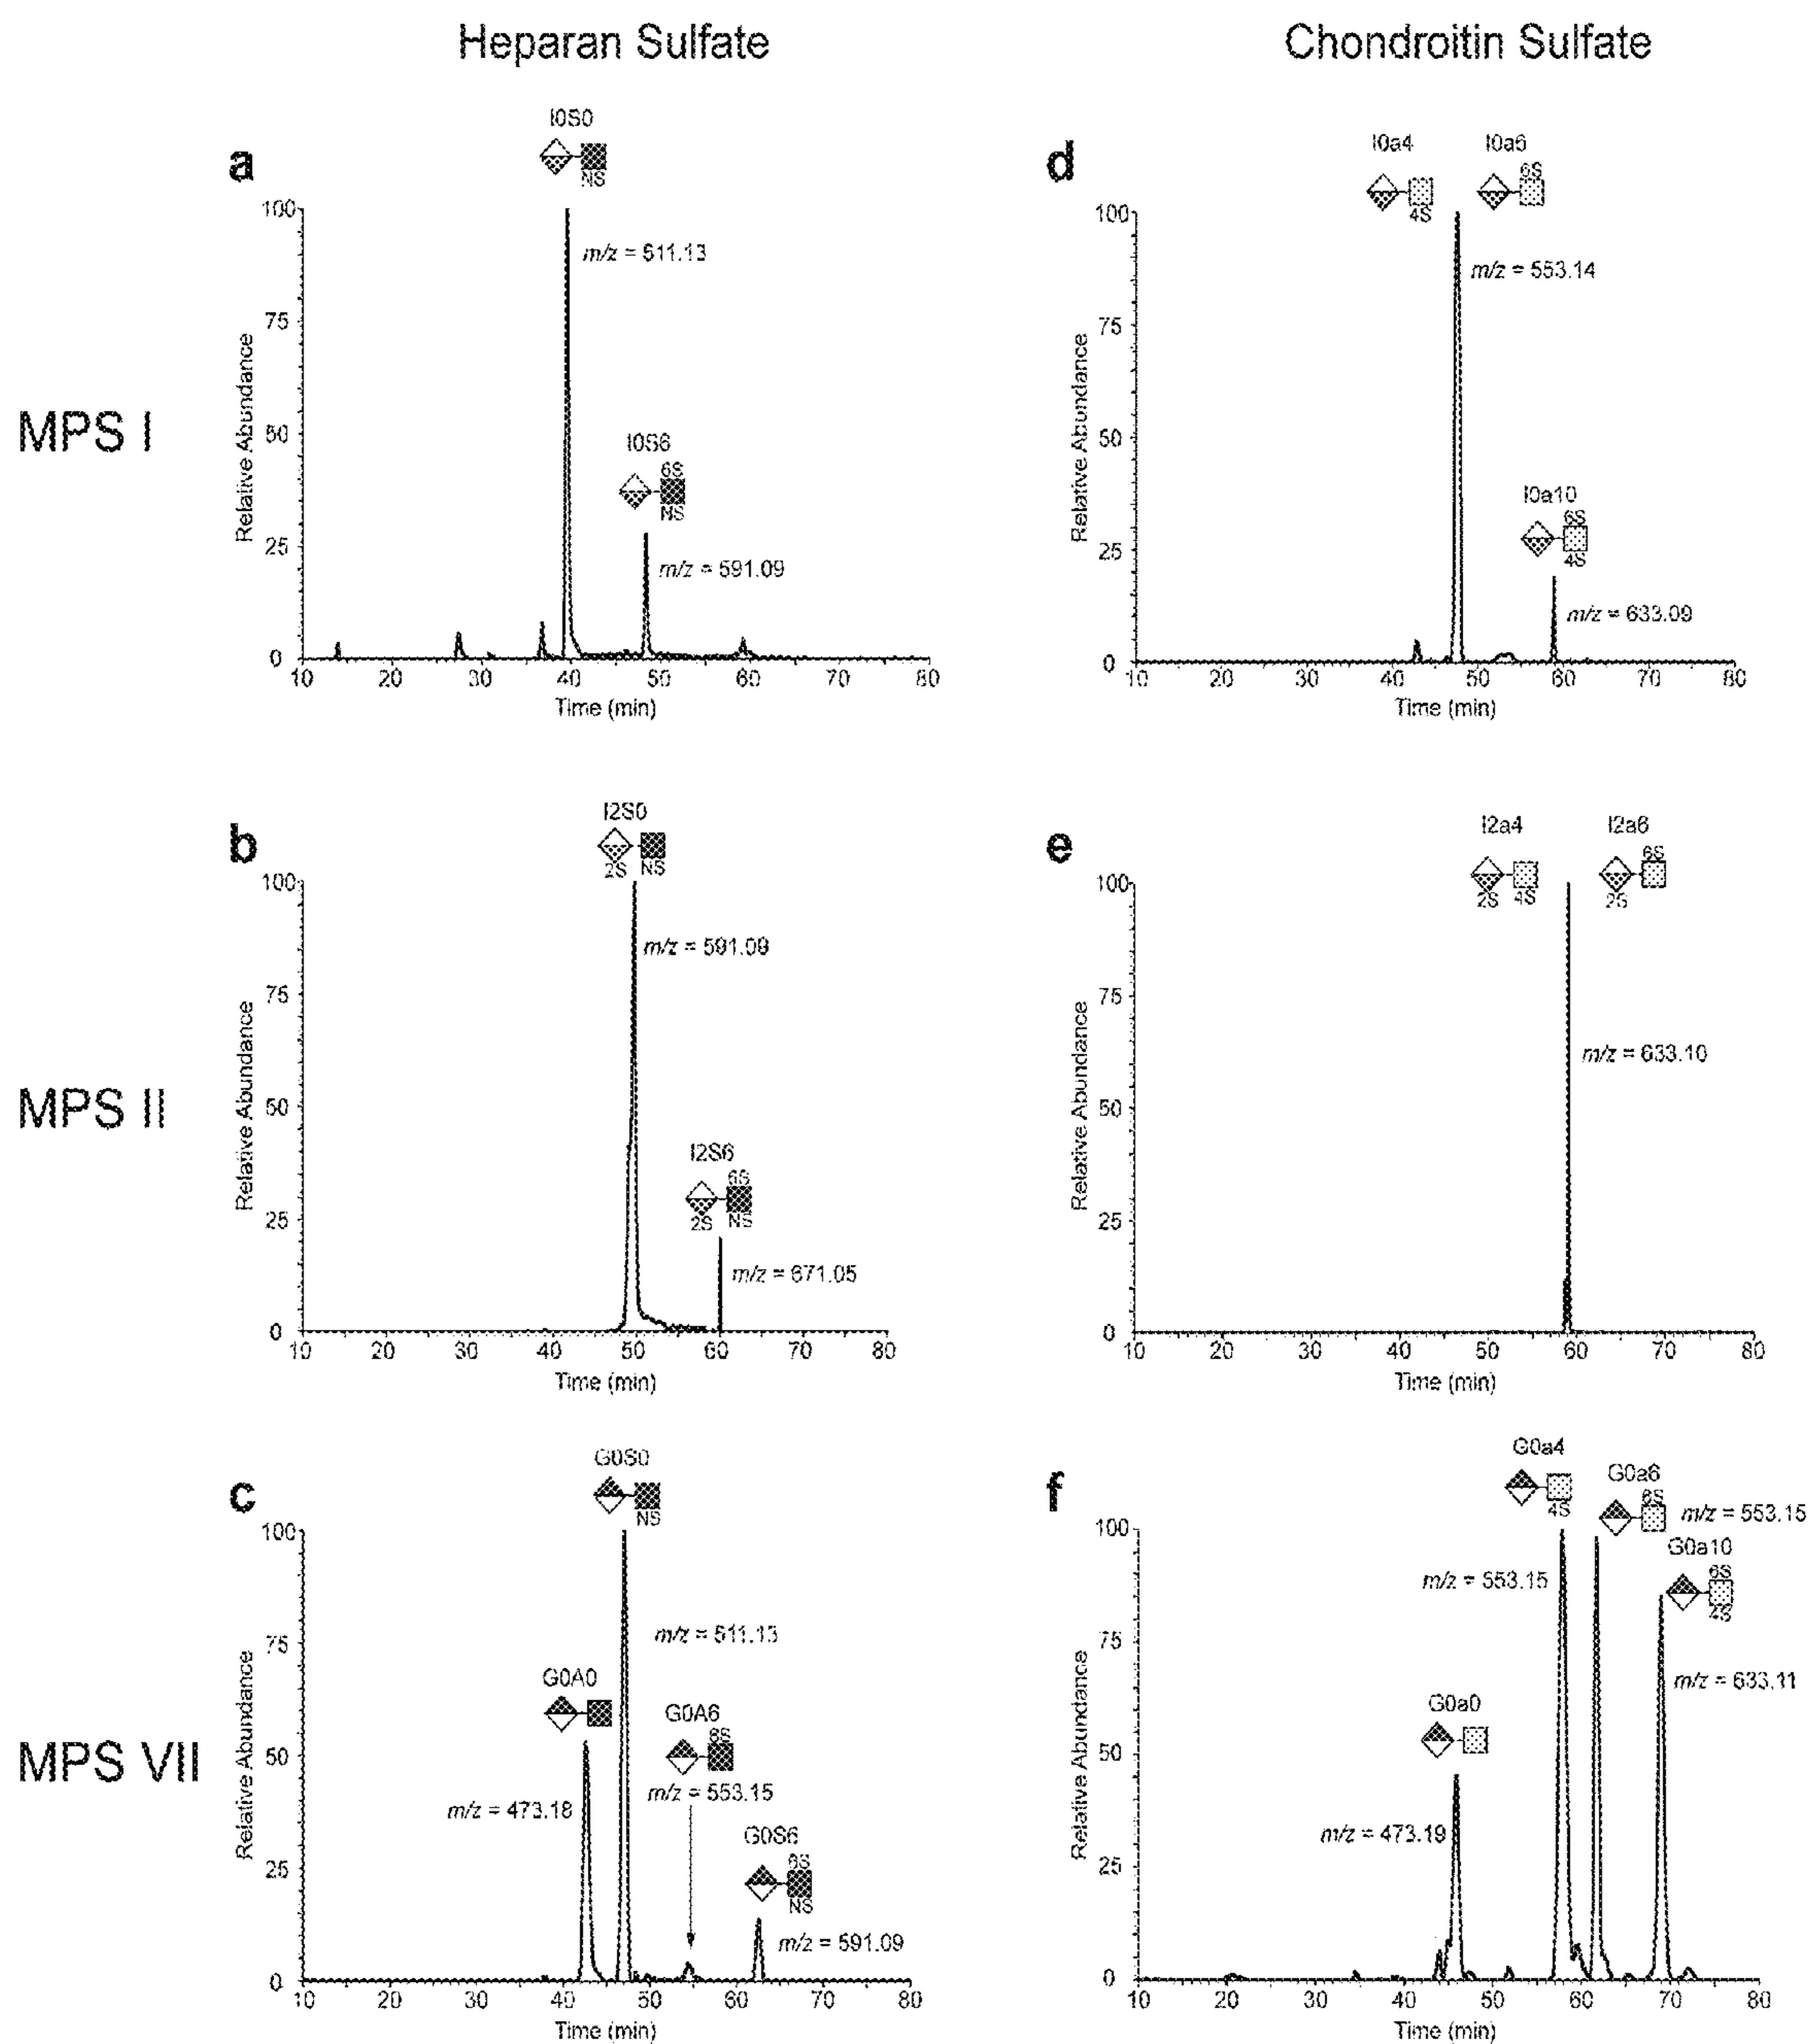 Heparan Sulfate
Chondroitin Sulfate
MPS I
a
I0S0
NS
m/z = 511.13
I0S6
6S
NS
m/z = 591.09
100
75
50
25
0
Relative Abundance
10 20 30 40 50 60 70 80
Time (min)
d
I0a4
4S
I0a6
6S
m/z = 553.14
I0a10
6S
4S
m/z = 633.09
100
75
50
25
0
Relative Abundance
10 20 30 40 50 60 70 80
Time (min)
MPS II
b
I2S0
2S NS
m/z = 591.09
I2S6
6S
2S NS
m/z = 671.05
100
75
50
25
0
Relative Abundance
10 20 30 40 50 60 70 80
Time (min)
e
I2a4
2S 4S
I2a6
6S
2S
m/z = 633.10
100
75
50
25
0
Relative Abundance
10 20 30 40 50 60 70 80
Time (min)
MPS VII
c
G0S0
NS
m/z = 511.13
G0A0
m/z = 473.18
G0A6
6S
m/z = 553.15
G0S6
6S
NS
m/z = 591.09
100
75
50
25
0
Relative Abundance
10 20 30 40 50 60 70 80
Time (min)
f
G0a4
4S
m/z = 553.15
G0a6
6S
m/z = 553.15
G0a10
6S
4S
m/z = 633.11
G0a0
m/z = 473.19
100
75
50
25
0
Relative Abundance
10 20 30 40 50 60 70 80
Time (min)